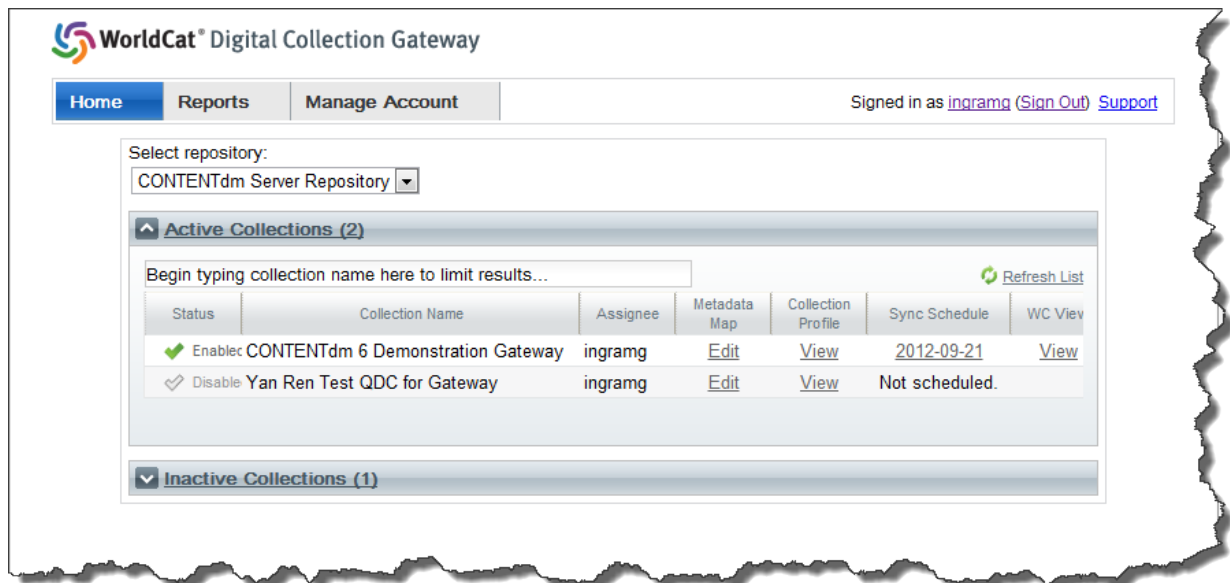 WorldCat® Digital Collection Gateway
Home Reports Manage Account Signed in as ingramg (Sign Out) Support
Select repository:
CONTENTdm Server Repository
Active Collections (2)
Begin typing collection name here to limit results... Refresh List
Status Collection Name Assignee Metadata Map Collection Profile Sync Schedule WC View
Enabled CONTENTdm 6 Demonstration Gateway ingramg Edit View 2012-09-21 View
Disable Yan Ren Test QDC for Gateway ingramg Edit View Not scheduled.
Inactive Collections (1)